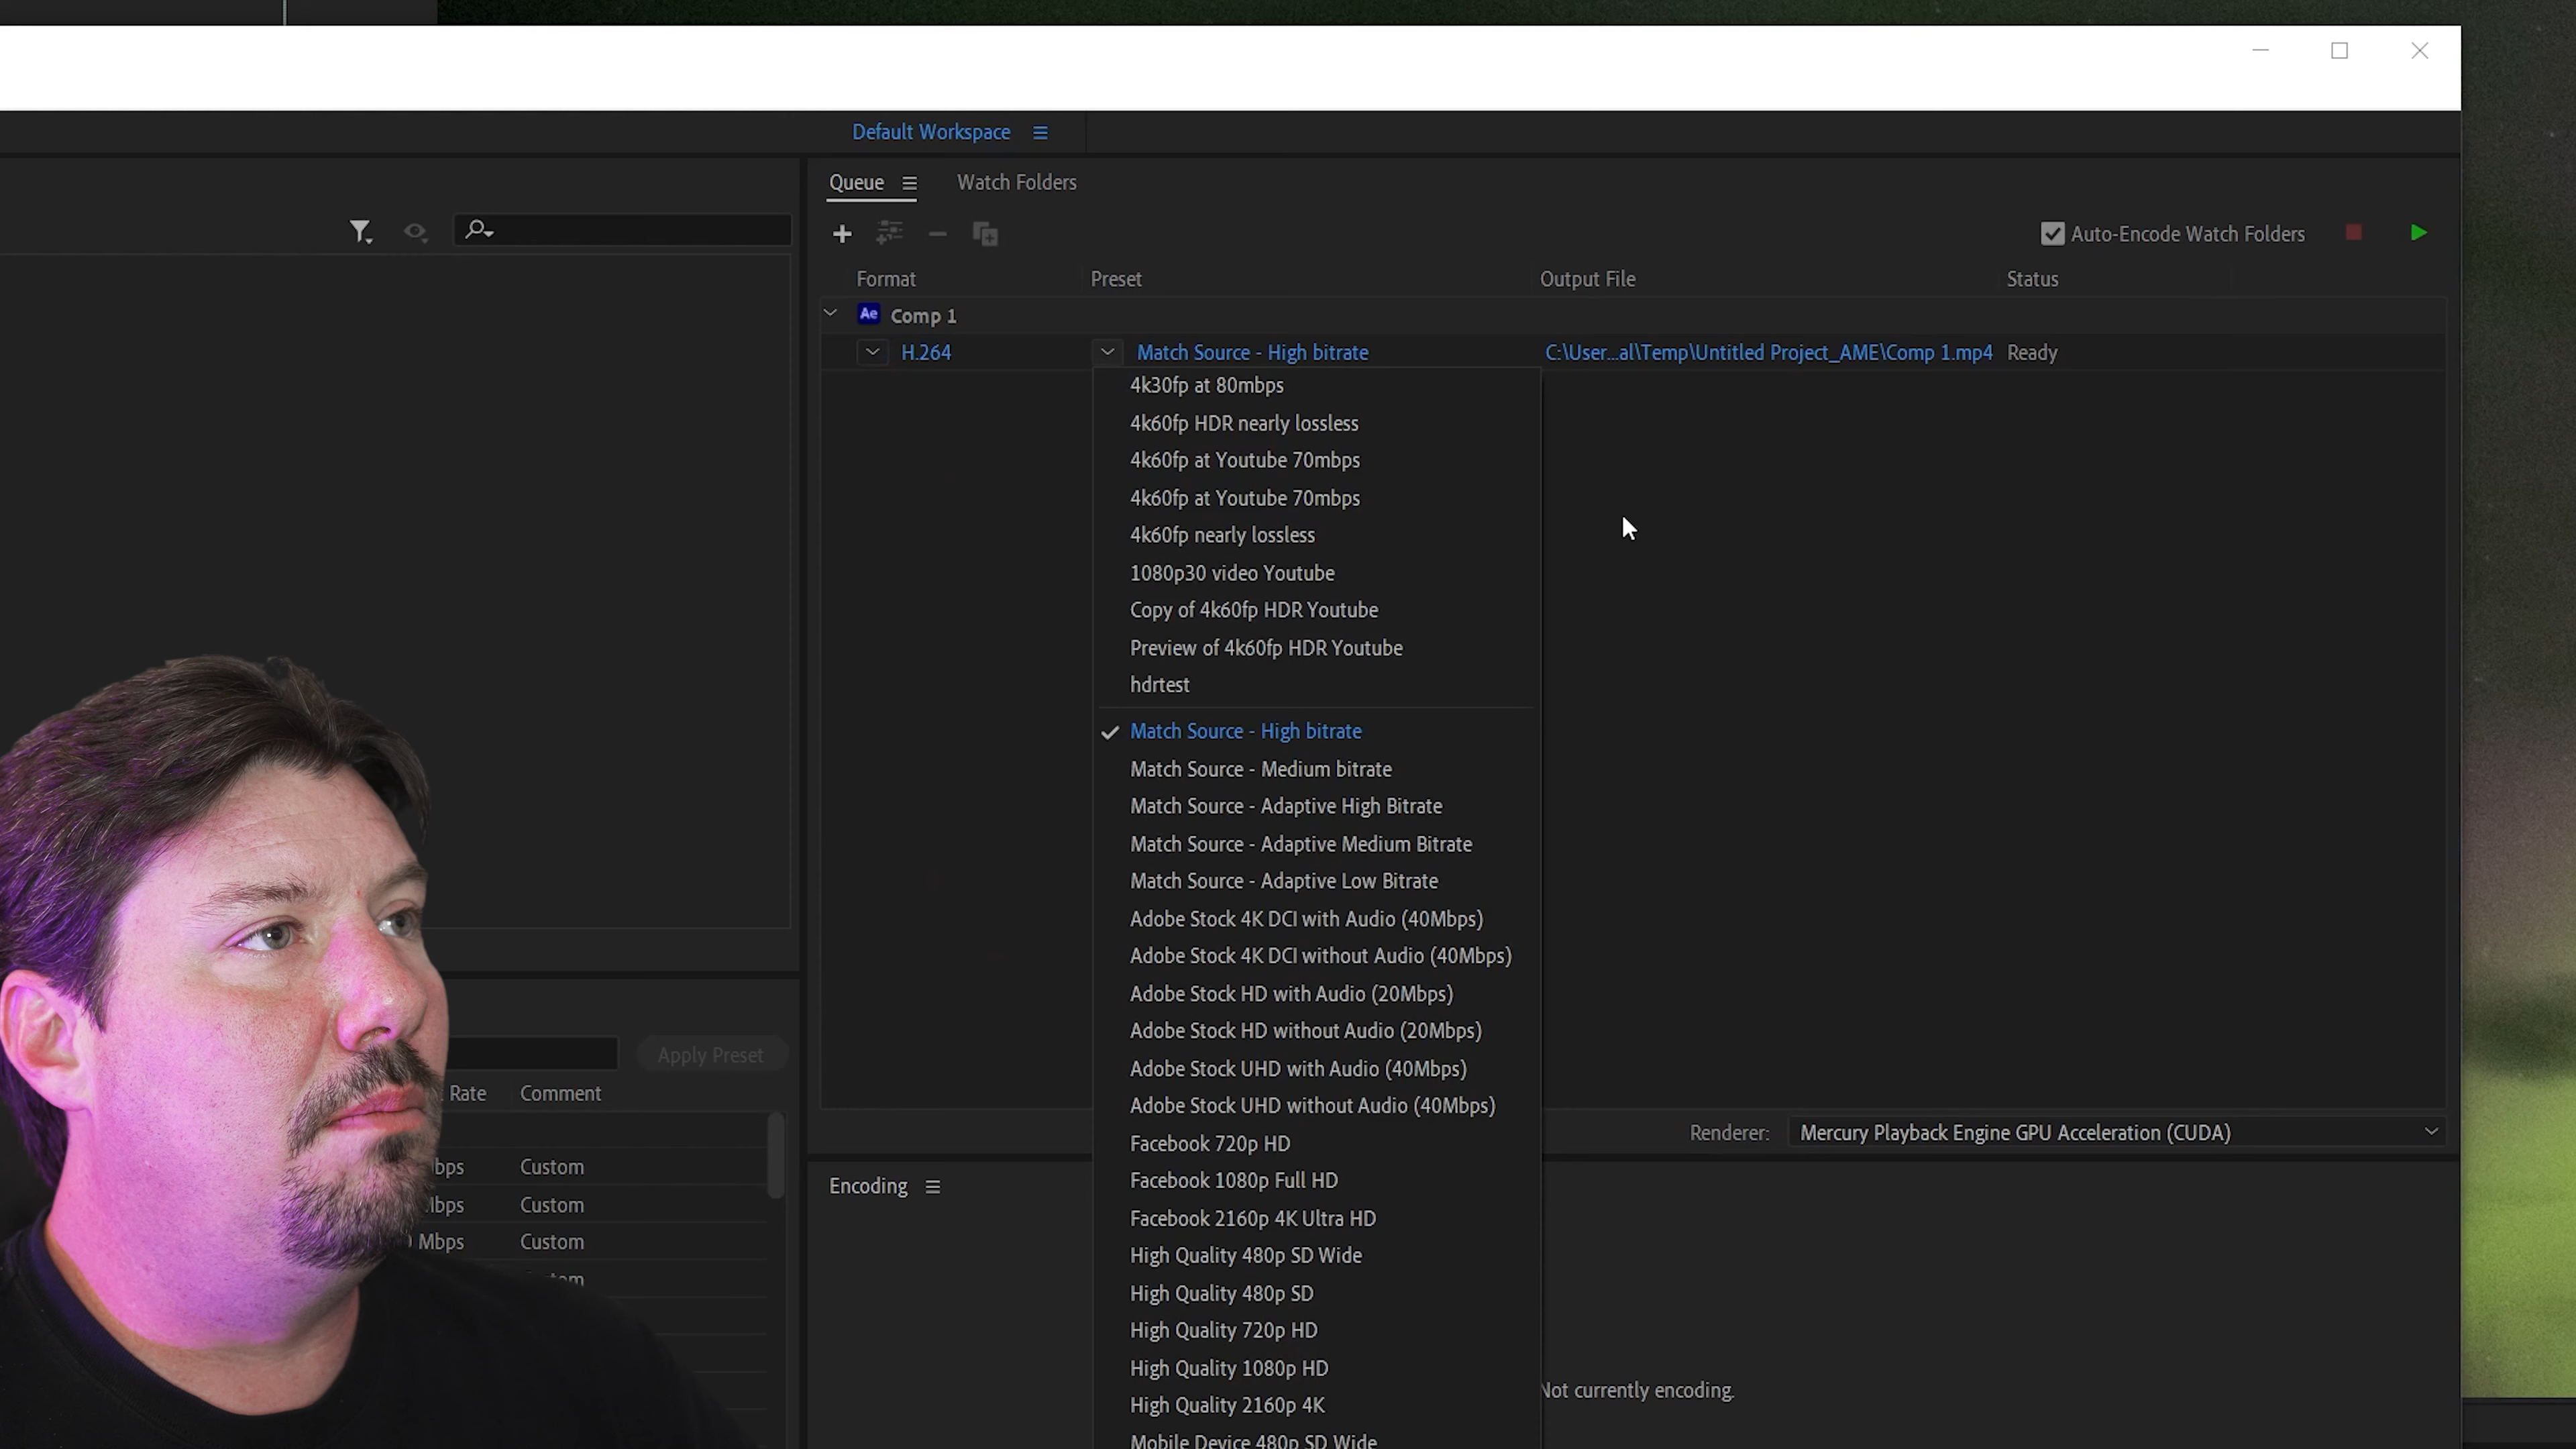 Default Workspace
Queue
Watch Folders
Auto-Encode Watch Folders
Format
Preset
Output File
Status
Ae Comp 1
H.264
Match Source - High bitrate
C:\User...al\Temp\Untitled Project_AME\Comp 1.mp4
Ready
4k30fp at 80mbps
4k60fp HDR nearly lossless
4k60fp at Youtube 70mbps
4k60fp at Youtube 70mbps
4k60fp nearly lossless
1080p30 video Youtube
Copy of 4k60fp HDR Youtube
Preview of 4k60fp HDR Youtube
hdrtest
Match Source - High bitrate
Match Source - Medium bitrate
Match Source - Adaptive High Bitrate
Match Source - Adaptive Medium Bitrate
Match Source - Adaptive Low Bitrate
Adobe Stock 4K DCI with Audio (40Mbps)
Adobe Stock 4K DCI without Audio (40Mbps)
Adobe Stock HD with Audio (20Mbps)
Adobe Stock HD without Audio (20Mbps)
Adobe Stock UHD with Audio (40Mbps)
Adobe Stock UHD without Audio (40Mbps)
Facebook 720p HD
Facebook 1080p Full HD
Facebook 2160p 4K Ultra HD
High Quality 480p SD Wide
High Quality 480p SD
High Quality 720p HD
High Quality 1080p HD
High Quality 2160p 4K
Mobile Device 480p SD Wide
Apply Preset
Rate
Comment
bps
Custom
Mbps
Custom
Mbps
Custom
Renderer:
Mercury Playback Engine GPU Acceleration (CUDA)
Encoding
Not currently encoding.